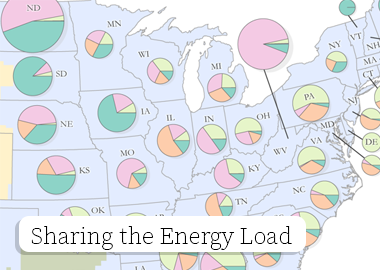 ND
MN
WI
MI
NY
VT
NH
MA
CT
SD
IA
PA
NE
IL
IN
OH
MD
DE
WV
VA
KS
MO
KY
NC
OK
TN
Sharing the Energy Load